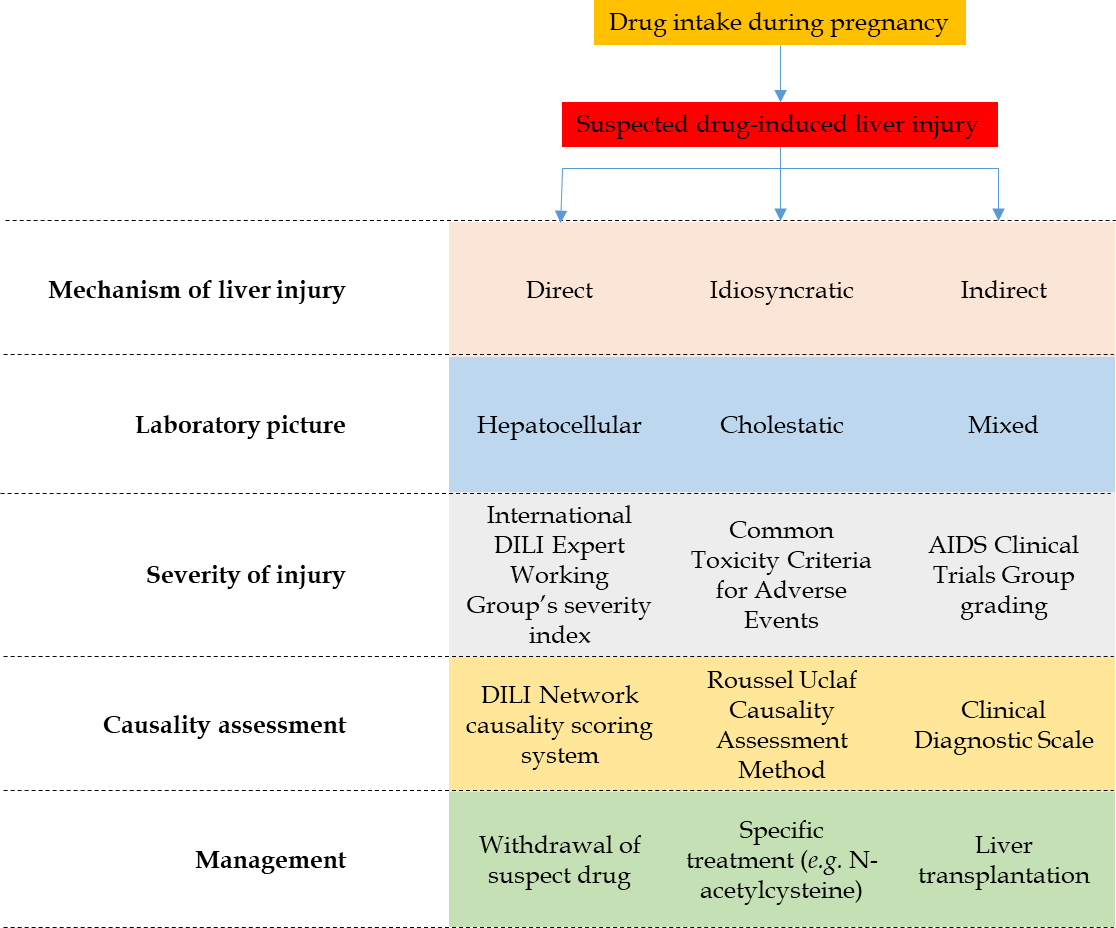 Drug intake during pregnancy
Suspected drug-induced liver injury
Mechanism of liver injury
Direct
Idiosyncratic
Indirect
Laboratory picture
Hepatocellular
Cholestatic
Mixed
Severity of injury
International
DILI Expert
Working
Group’s severity
index
Common
Toxicity Criteria
for Adverse
Events
AIDS Clinical
Trials Group
grading
Causality assessment
DILI Network
causality scoring
system
Roussel Uclaf
Causality
Assessment
Method
Clinical
Diagnostic Scale
Management
Withdrawal of
suspect drug
Specific
treatment (e.g. N-
acetylcysteine)
Liver
transplantation